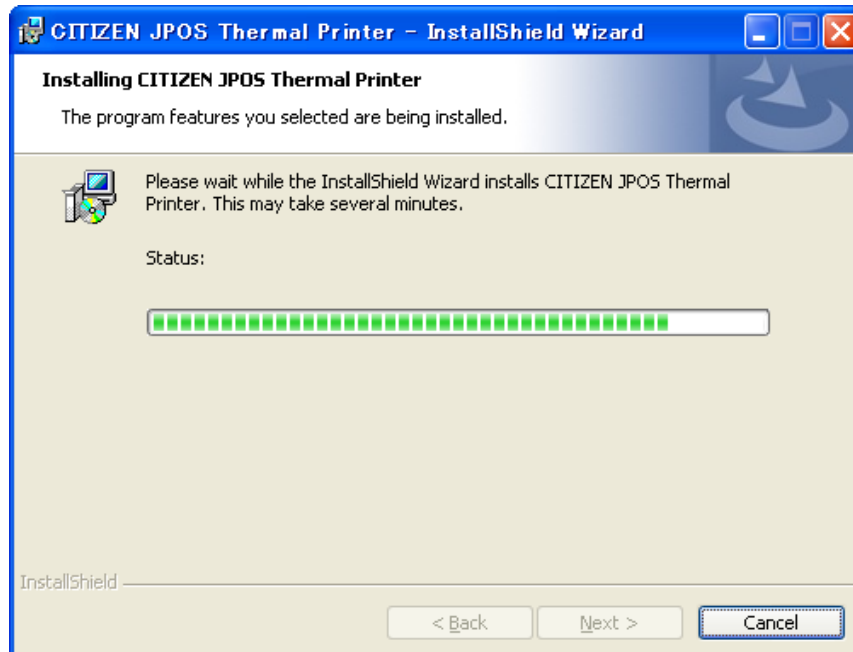 CITIZEN JPOS Thermal Printer - InstallShield Wizard
Installing CITIZEN JPOS Thermal Printer
The program features you selected are being installed.
Please wait while the InstallShield Wizard installs CITIZEN JPOS Thermal
Printer. This may take several minutes.
Status:
InstallShield
< Back
Next >
Cancel